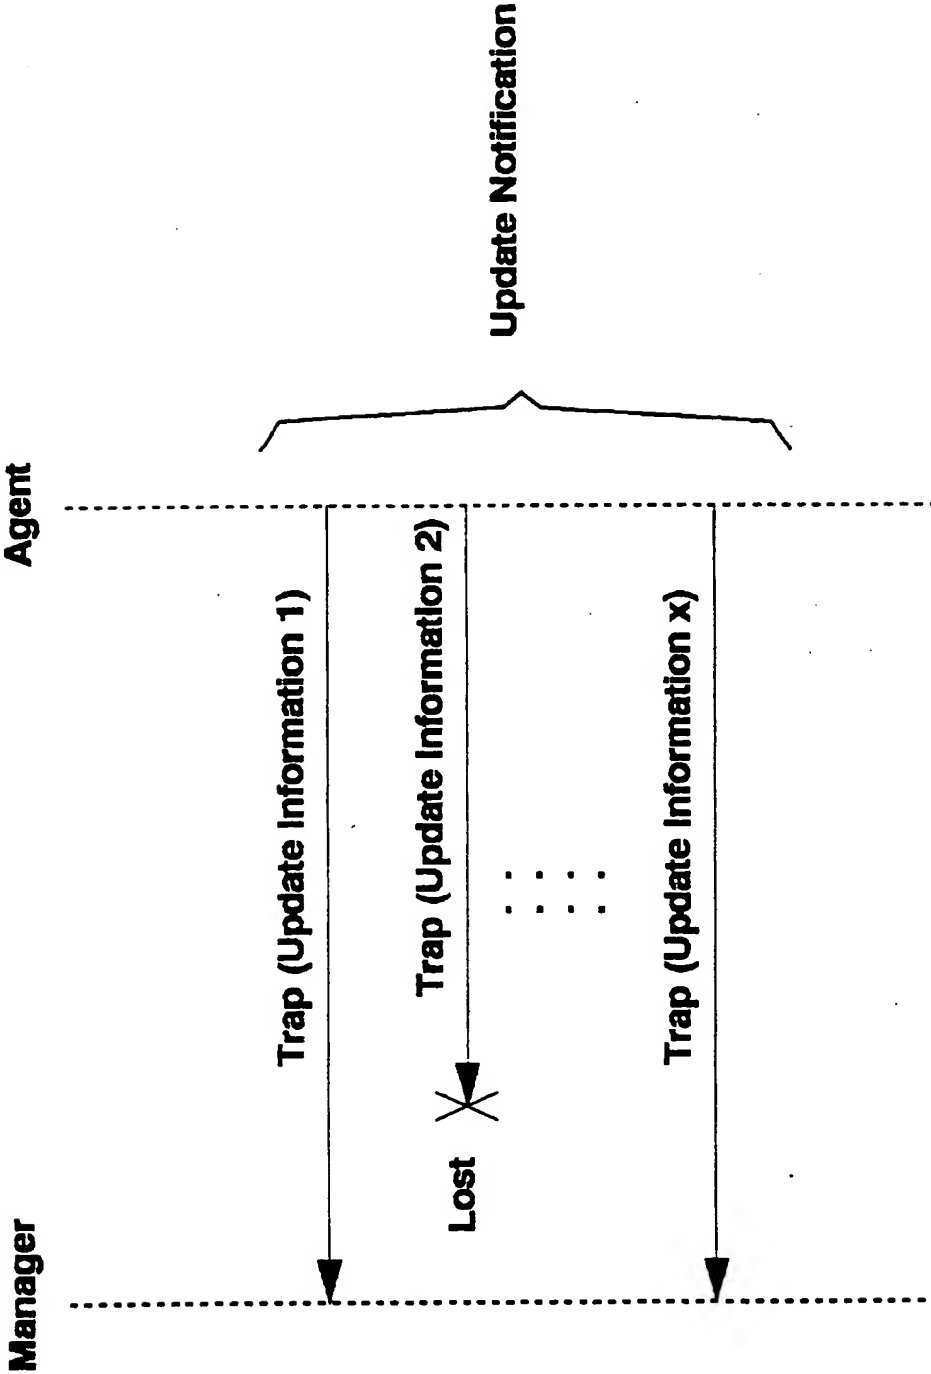 Manager
Agent
Trap (Update Information 1)
Trap (Update Information 2)
Lost
Trap (Update Information x)
Update Notification